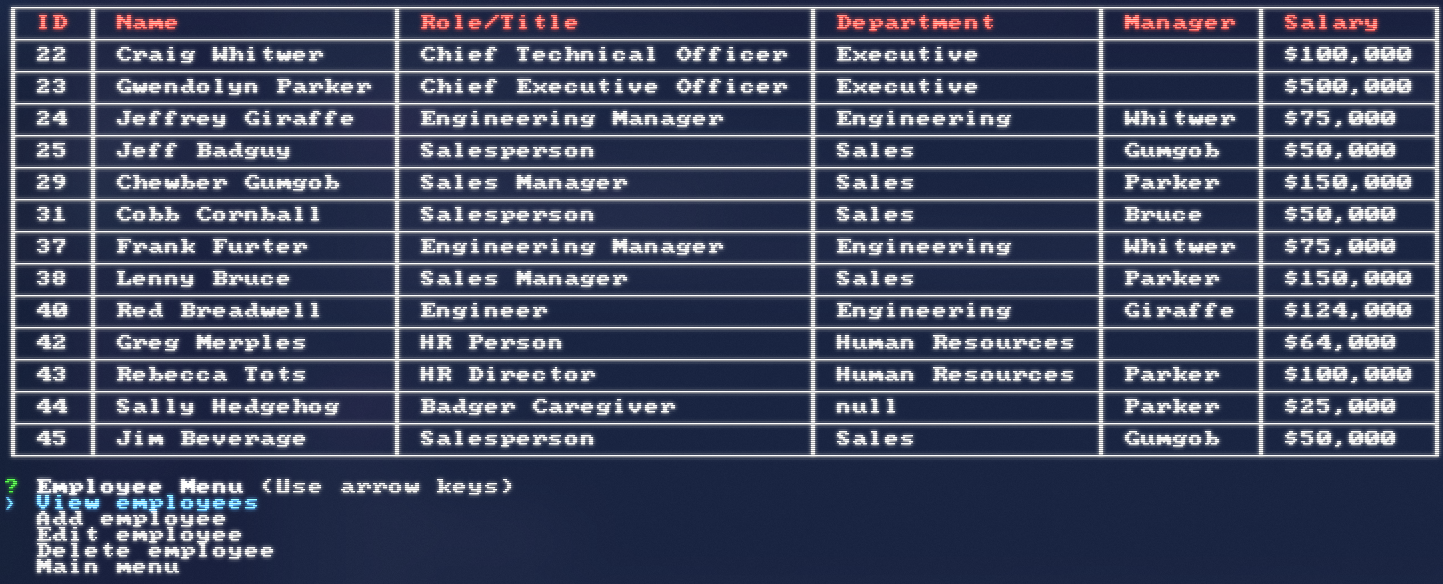 ID Name Role/Title Department Manager Salary
22 Craig Whitwer Chief Technical Officer Executive $100,000
23 Gwendolyn Parker Chief Executive Officer Executive $500,000
24 Jeffrey Giraffe Engineering Manager Engineering Whitwer $75,000
25 Jeff Badguy Salesperson Sales Gumgob $50,000
29 Chewber Gumgob Sales Manager Sales Parker $150,000
31 Cobb Cornball Salesperson Sales Bruce $50,000
37 Frank Furter Engineering Manager Engineering Whitwer $75,000
38 Lenny Bruce Sales Manager Sales Parker $150,000
40 Red Breadwell Engineer Engineering Giraffe $124,000
42 Greg Merples HR Person Human Resources $64,000
43 Rebecca Tots HR Director Human Resources Parker $100,000
44 Sally Hedgehog Badger Caregiver null Parker $25,000
45 Jim Beverage Salesperson Sales Gumgob $50,000
? Employee Menu (Use arrow keys)
› View employees
Add employee
Edit employee
Delete employee
Main menu